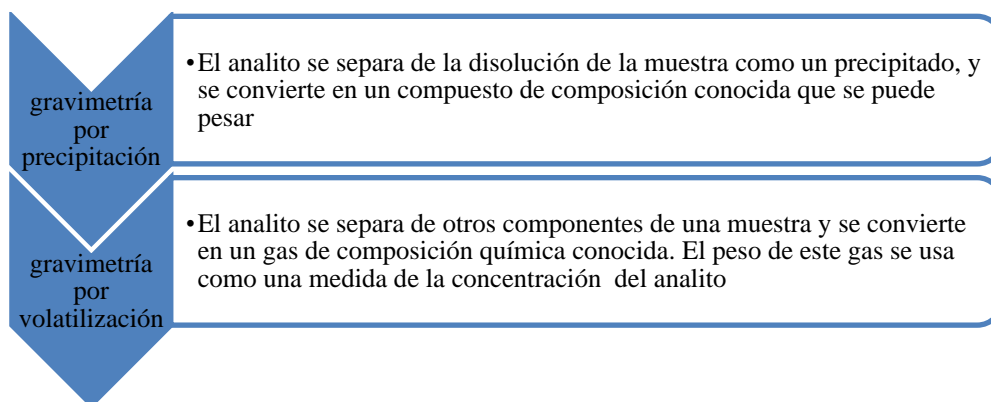 gravimetría
por
precipitación
•El analito se separa de la disolución de la muestra como un precipitado, y
se convierte en un compuesto de composición conocida que se puede
pesar
gravimetría
por
volatilización
•El analito se separa de otros componentes de una muestra y se convierte
en un gas de composición química conocida. El peso de este gas se usa
como una medida de la concentración  del analito